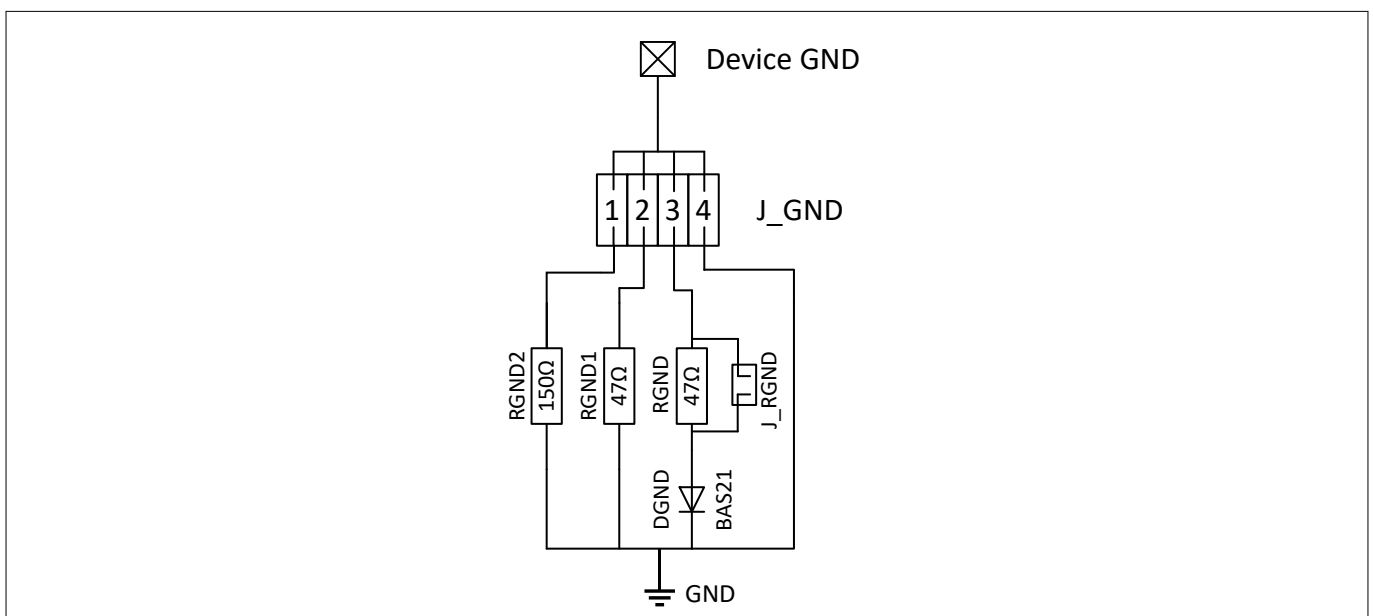 Device GND
1 2 3 4
J_GND
RGND2
150Ω
RGND1
47Ω
RGND
47Ω
J_RGND
DGND
BAS21
GND